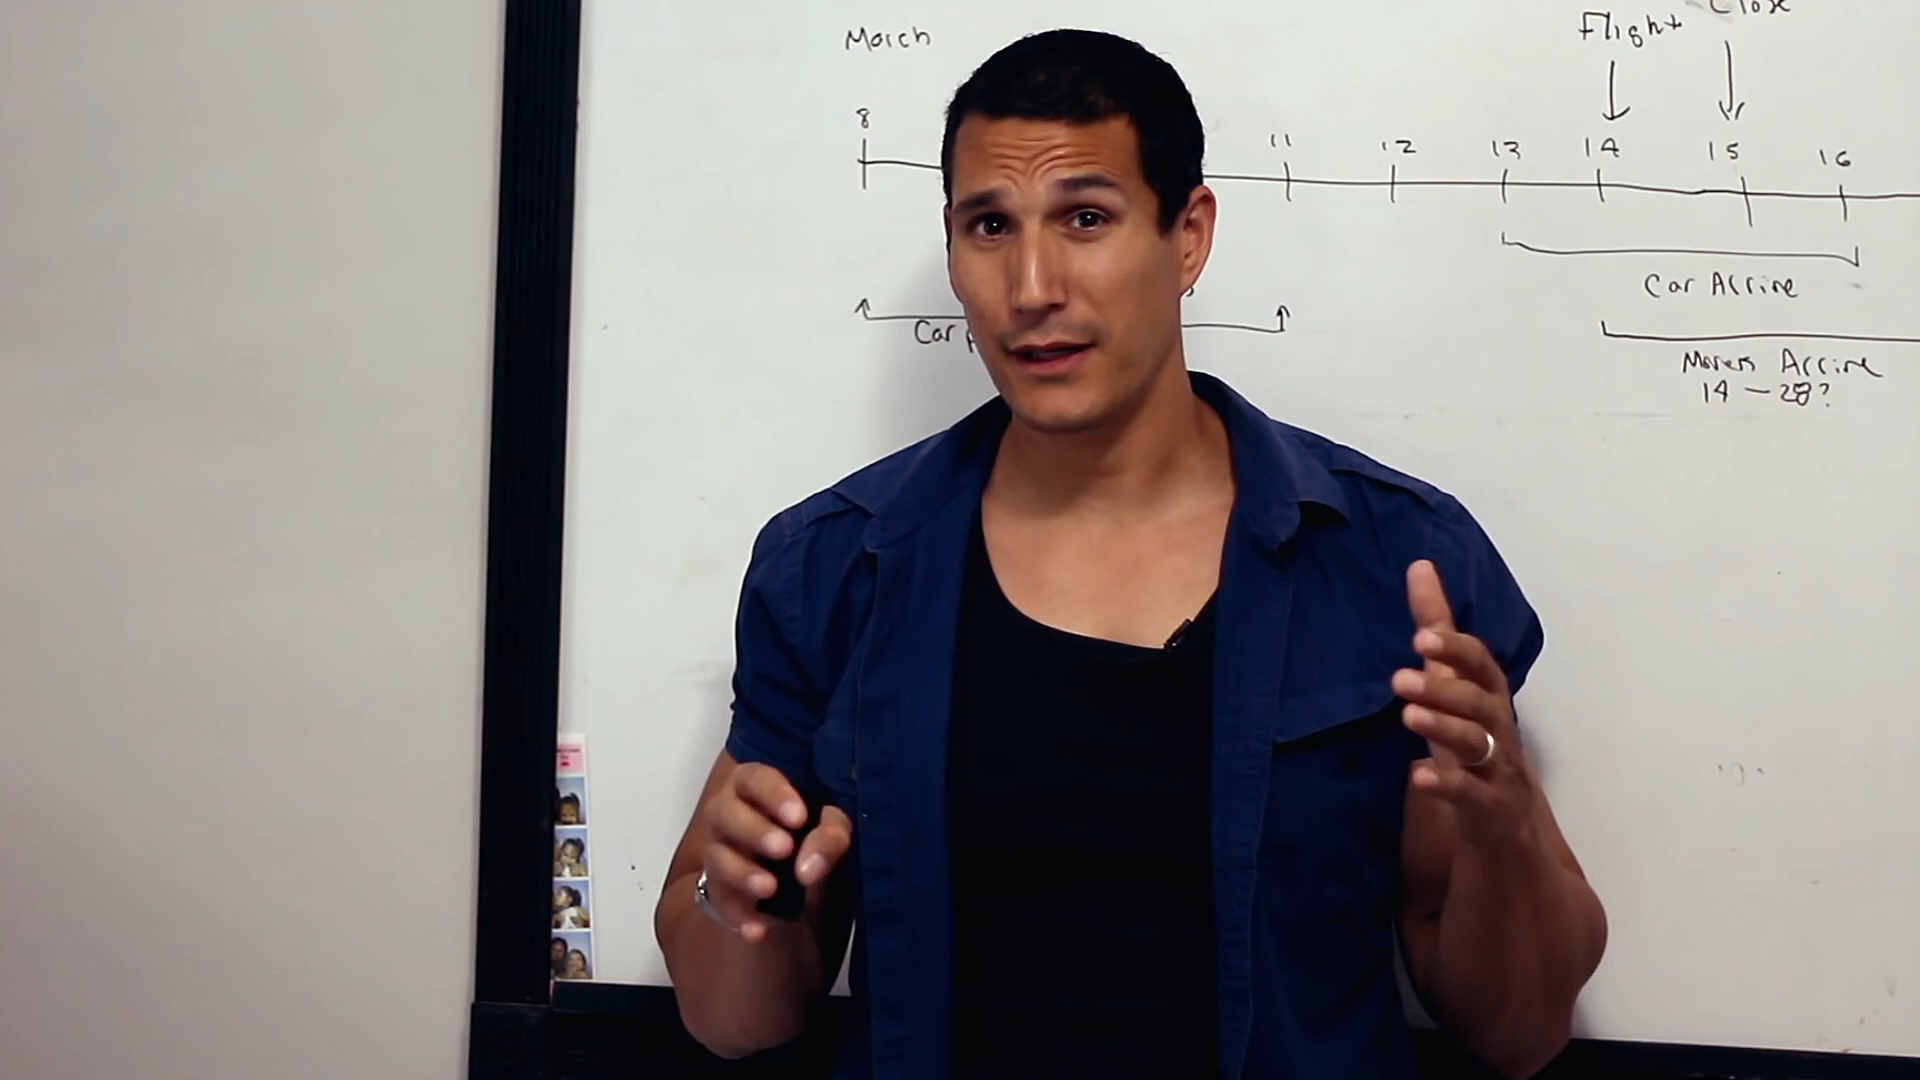 March
Flight
Close
8
11
12
13
14
15
16
Car Arrive
Car
Movers Arrive
14 — 28?